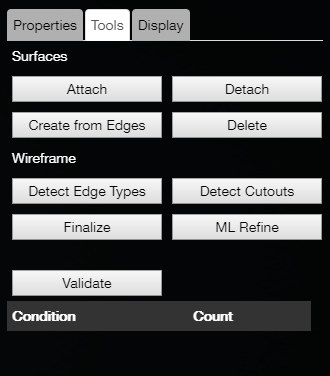 Properties Tools Display
Surfaces
Attach Detach
Create from Edges Delete
Wireframe
Detect Edge Types Detect Cutouts
Finalize ML Refine
Validate
Condition Count